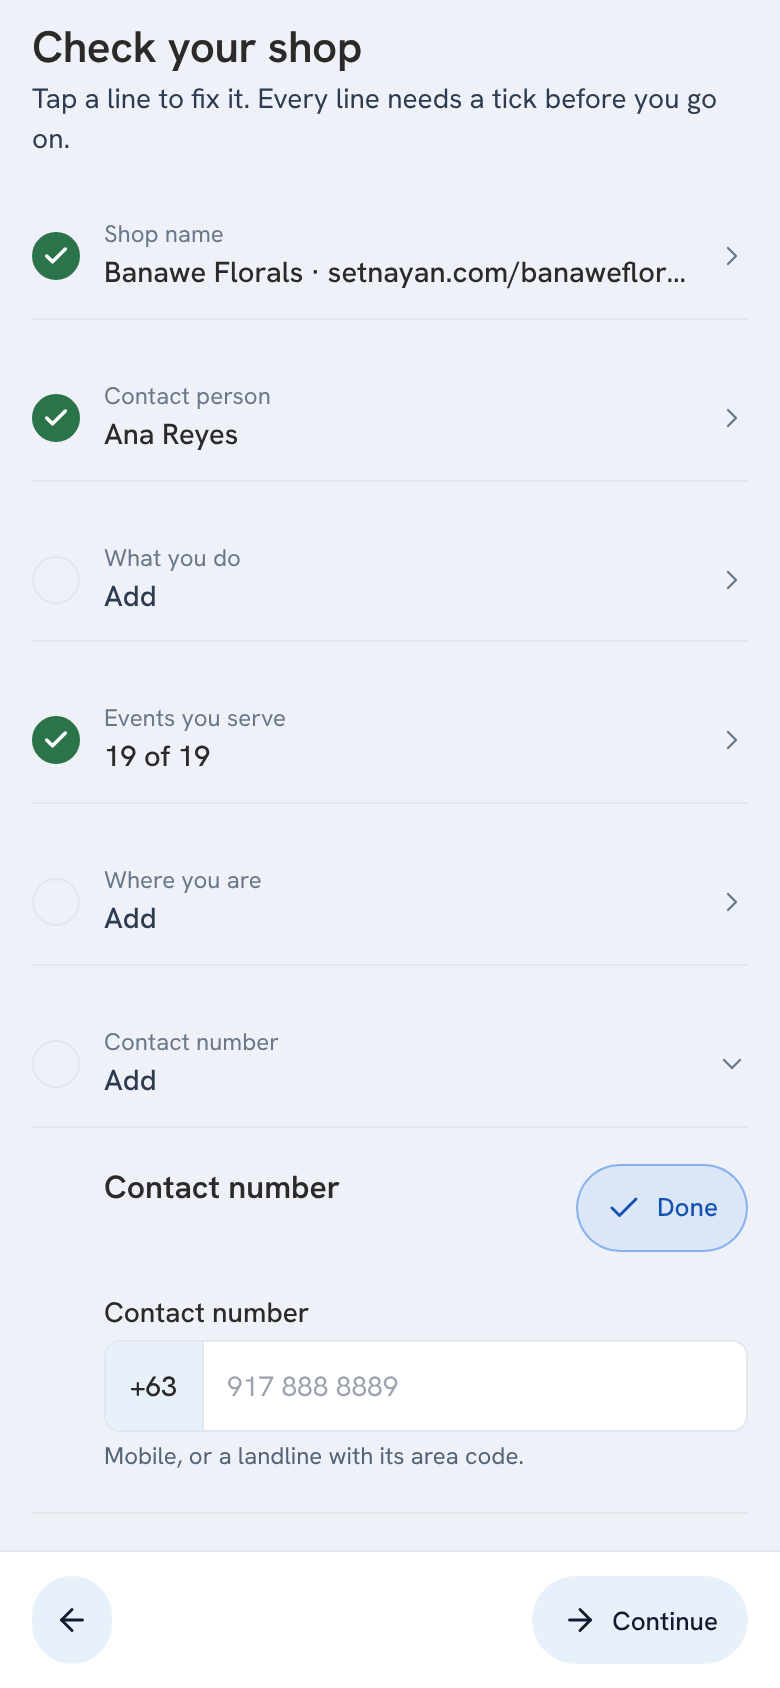 Check your shop
Tap a line to fix it. Every line needs a tick before you go
on.
Shop name
Banawe Florals · setnayan.com/banaweflor...
Contact person
Ana Reyes
What you do
Add
Events you serve
19 of 19
Where you are
Add
Contact number
Add
Contact number
Done
Contact number
+63
917 888 8889
Mobile, or a landline with its area code.
Continue